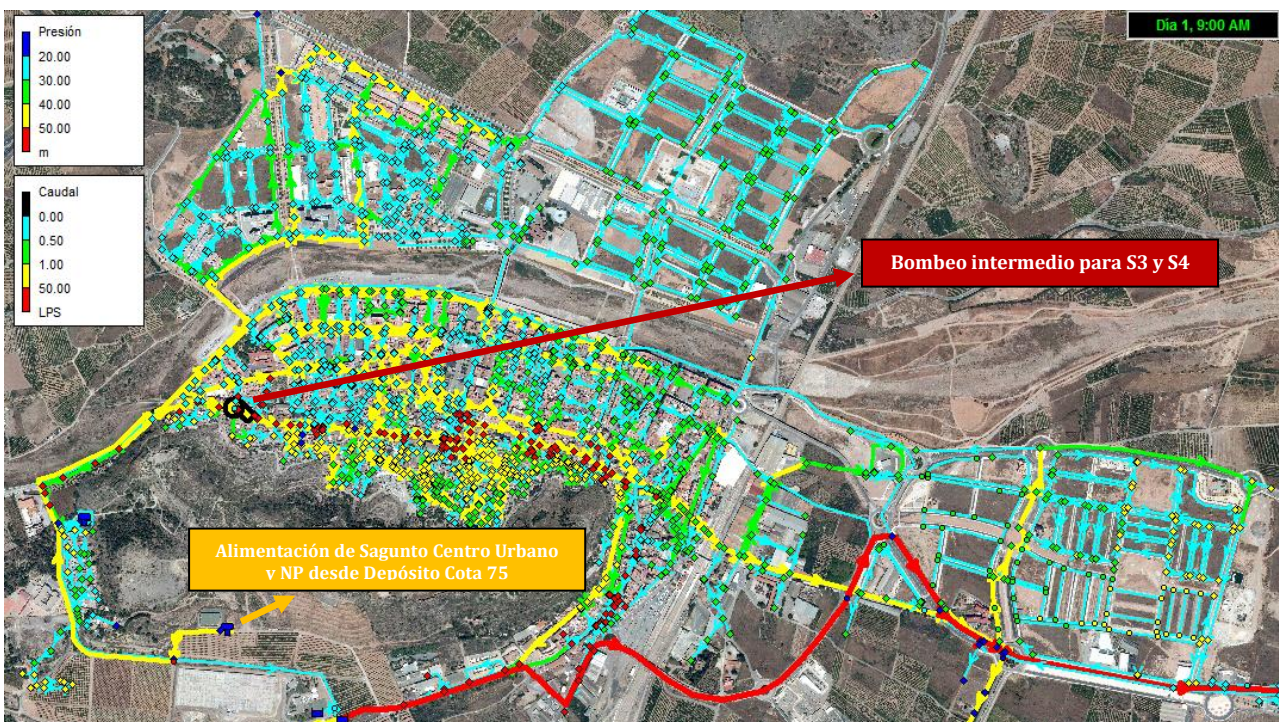 Presión
20.00
30.00
40.00
50.00
m
Caudal
0.00
0.50
1.00
50.00
LPS
Día 1, 9:00 AM
Bombeo intermedio para S3 y S4
Alimentación de Sagunto Centro Urbano
y NP desde Depósito Cota 75